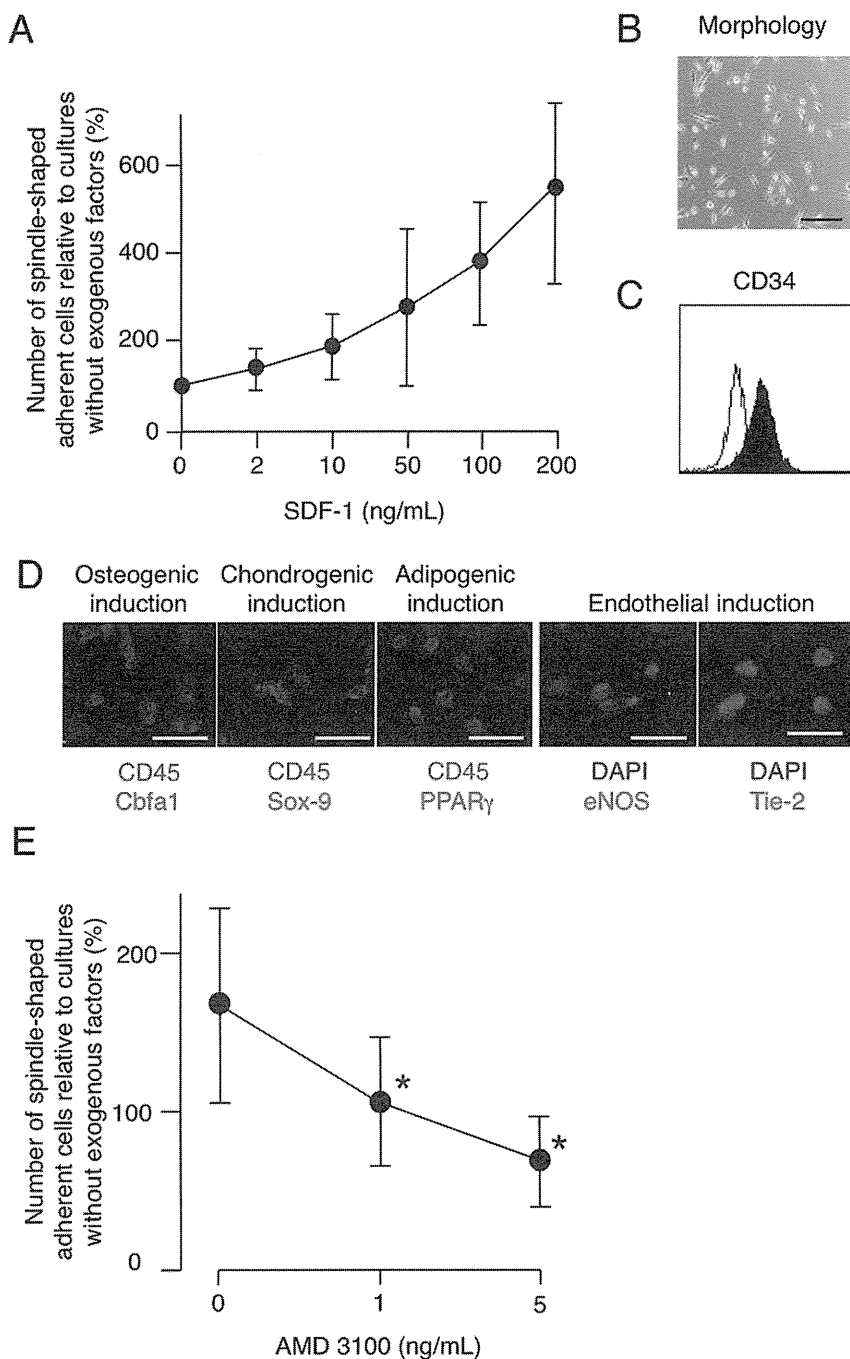 A
Number of spindle-shaped
adherent cells relative to cultures
without exogenous factors (%)
600
400
200
0
0 2 10 50 100 200
SDF-1 (ng/mL)
B
Morphology
C
CD34
D
Osteogenic
induction
Chondrogenic
induction
Adipogenic
induction
Endothelial induction
CD45
Cbfa1
CD45
Sox-9
CD45
PPARγ
DAPI
eNOS
DAPI
Tie-2
E
Number of spindle-shaped
adherent cells relative to cultures
without exogenous factors (%)
200
100
0
*
*
0 1 5
AMD 3100 (ng/mL)